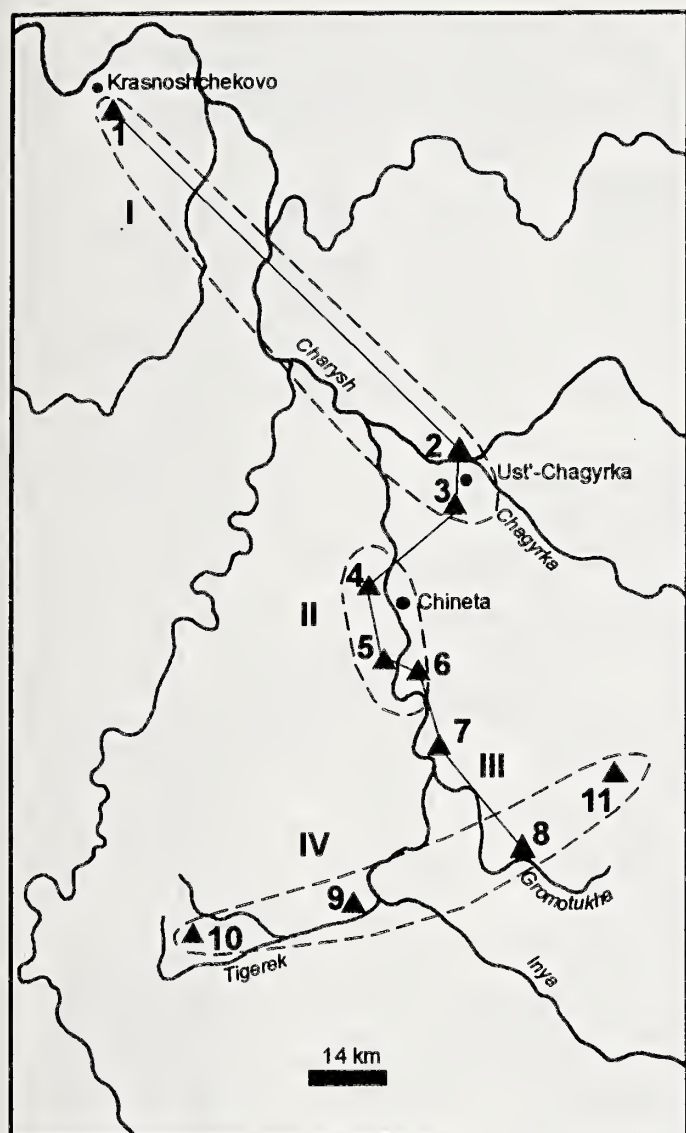 Krasnoshchekovo
1
I
Charysh
2
Ust'-Chagyrka
3
Chagyrka
4
Chineta
II
5
6
7
III
11
IV
8
Gromotukha
9
10
Tigerek
Inya
14 km